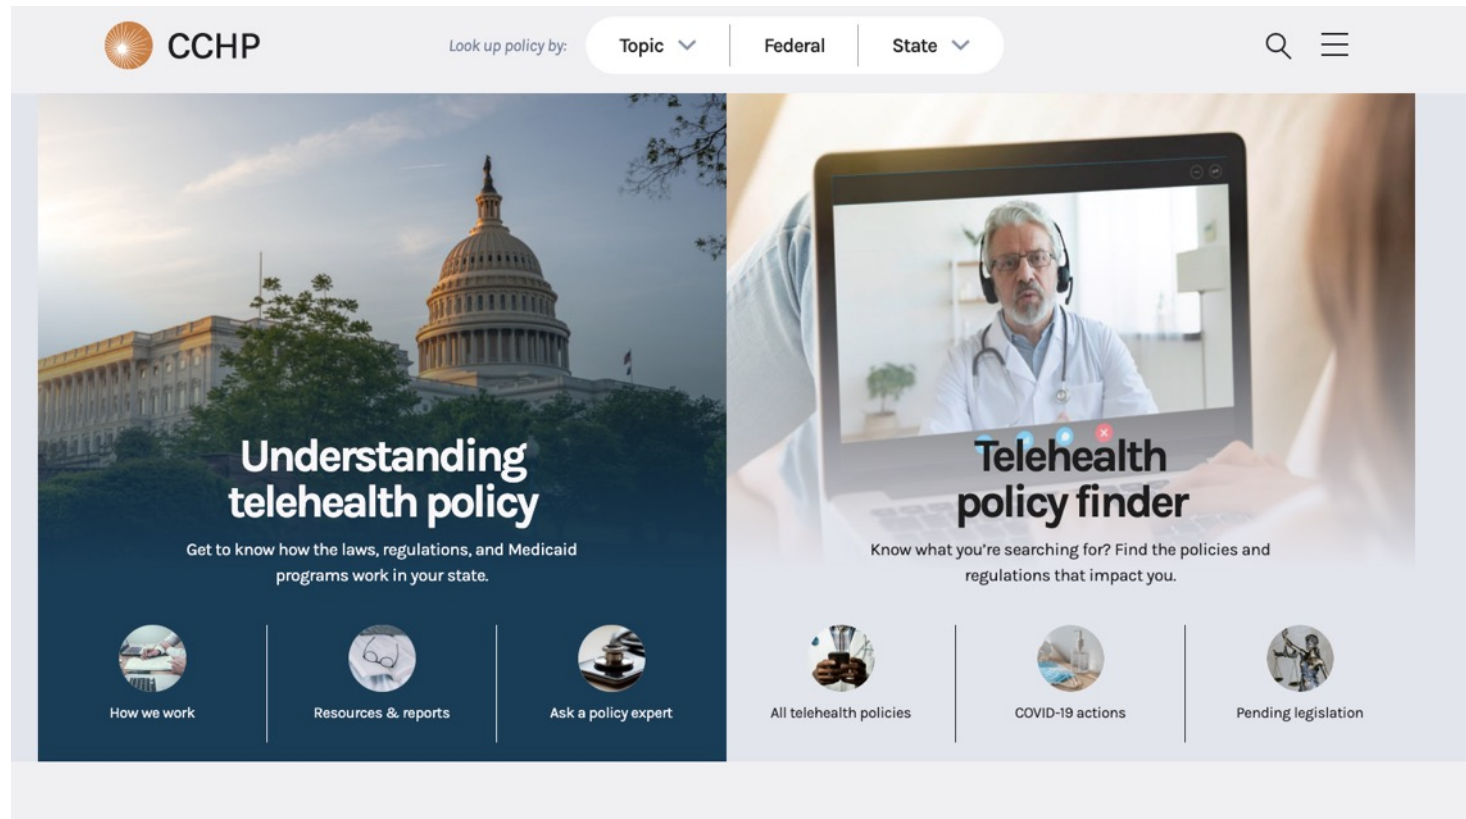 CCHP
Look up policy by:
Topic
Federal
State
Understanding
telehealth policy
Get to know how the laws, regulations, and Medicaid
programs work in your state.
How we work
Resources & reports
Ask a policy expert
Telehealth
policy finder
Know what you're searching for? Find the policies and
regulations that impact you.
All telehealth policies
COVID-19 actions
Pending legislation